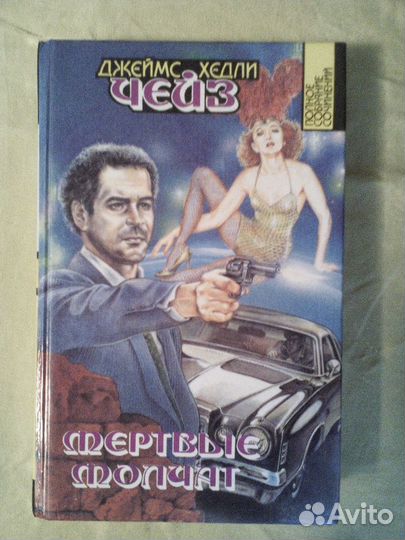 ДЖЕЙМС ХЕДЛИ
ЧЕЙЗ
ПОЛНОЕ
СОБРАНИЕ
СОЧИНЕНИЙ
МЕРТВЫЕ
МОЛЧАТ
Avito